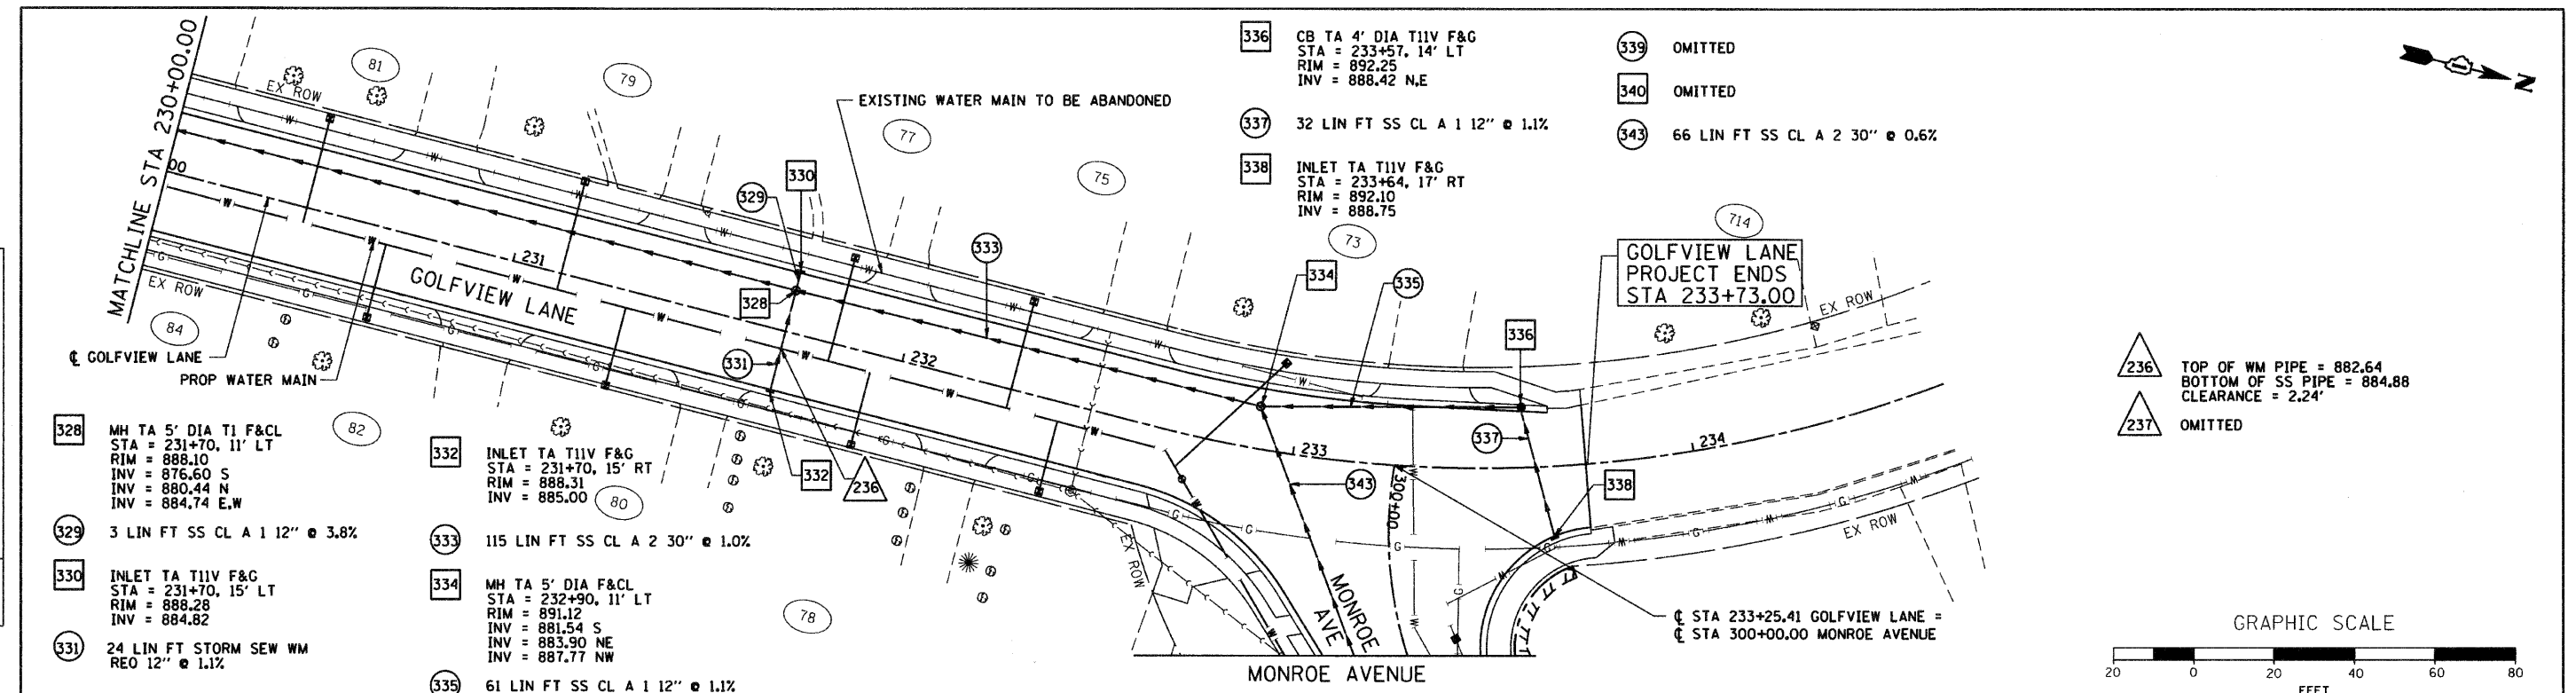 MATCHLINE STA 230+00.00
00
EX ROW
81
79
77
75
73
714
EXISTING WATER MAIN TO BE ABANDONED
329
330
328
331
333
332
236
231
232
233
234
GOLFVIEW LANE
EX ROW
84
82
80
78
℄ GOLFVIEW LANE
PROP WATER MAIN
334
335
336
337
338
343
300+00
EX ROW
EX ROW
EX ROW
MONROE
AVE
MONROE AVENUE
GOLFVIEW LANE
PROJECT ENDS
STA 233+73.00
℄ STA 233+25.41 GOLFVIEW LANE =
℄ STA 300+00.00 MONROE AVENUE
336 CB TA 4' DIA T11V F&G
STA = 233+57, 14' LT
RIM = 892.25
INV = 888.42 N,E
337 32 LIN FT SS CL A 1 12" @ 1.1%
338 INLET TA T11V F&G
STA = 233+64, 17' RT
RIM = 892.10
INV = 888.75
339 OMITTED
340 OMITTED
343 66 LIN FT SS CL A 2 30" @ 0.6%
N
236 TOP OF WM PIPE = 882.64
BOTTOM OF SS PIPE = 884.88
CLEARANCE = 2.24'
237 OMITTED
328 MH TA 5' DIA T1 F&CL
STA = 231+70, 11' LT
RIM = 888.10
INV = 876.60 S
INV = 880.44 N
INV = 884.74 E,W
329 3 LIN FT SS CL A 1 12" @ 3.8%
330 INLET TA T11V F&G
STA = 231+70, 15' LT
RIM = 888.28
INV = 884.82
331 24 LIN FT STORM SEW WM
REQ 12" @ 1.1%
332 INLET TA T11V F&G
STA = 231+70, 15' RT
RIM = 888.31
INV = 885.00
333 115 LIN FT SS CL A 2 30" @ 1.0%
334 MH TA 5' DIA F&CL
STA = 232+90, 11' LT
RIM = 891.12
INV = 881.54 S
INV = 883.90 NE
INV = 887.77 NW
335 61 LIN FT SS CL A 1 12" @ 1.1%
GRAPHIC SCALE
20 0 20 40 60 80
FEET